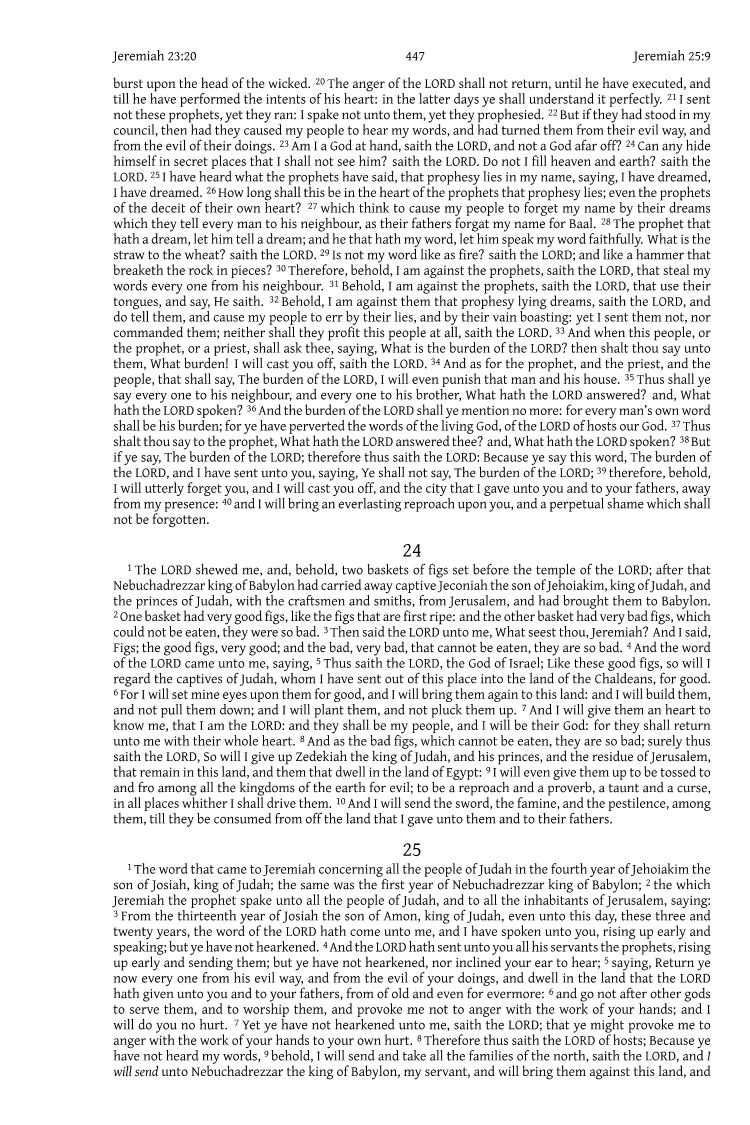 Jeremiah 23:20 447 Jeremiah 25:9
burst upon the head of the wicked. 20 The anger of the LORD shall not return, until he have executed, and
till he have performed the intents of his heart: in the latter days ye shall understand it perfectly. 21 I sent
not these prophets, yet they ran: I spake not unto them, yet they prophesied. 22 But if they had stood in my
council, then had they caused my people to hear my words, and had turned them from their evil way, and
from the evil of their doings. 23 Am I a God at hand, saith the LORD, and not a God afar off? 24 Can any hide
himself in secret places that I shall not see him? saith the LORD. Do not I fill heaven and earth? saith the
LORD. 25 I have heard what the prophets have said, that prophesy lies in my name, saying, I have dreamed,
I have dreamed. 26 How long shall this be in the heart of the prophets that prophesy lies; even the prophets
of the deceit of their own heart? 27 which think to cause my people to forget my name by their dreams
which they tell every man to his neighbour, as their fathers forgat my name for Baal. 28 The prophet that
hath a dream, let him tell a dream; and he that hath my word, let him speak my word faithfully. What is the
straw to the wheat? saith the LORD. 29 Is not my word like as fire? saith the LORD; and like a hammer that
breaketh the rock in pieces? 30 Therefore, behold, I am against the prophets, saith the LORD, that steal my
words every one from his neighbour. 31 Behold, I am against the prophets, saith the LORD, that use their
tongues, and say, He saith. 32 Behold, I am against them that prophesy lying dreams, saith the LORD, and
do tell them, and cause my people to err by their lies, and by their vain boasting: yet I sent them not, nor
commanded them; neither shall they profit this people at all, saith the LORD. 33 And when this people, or
the prophet, or a priest, shall ask thee, saying, What is the burden of the LORD? then shalt thou say unto
them, What burden! I will cast you off, saith the LORD. 34 And as for the prophet, and the priest, and the
people, that shall say, The burden of the LORD, I will even punish that man and his house. 35 Thus shall ye
say every one to his neighbour, and every one to his brother, What hath the LORD answered? and, What
hath the LORD spoken? 36 And the burden of the LORD shall ye mention no more: for every man's own word
shall be his burden; for ye have perverted the words of the living God, of the LORD of hosts our God. 37 Thus
shalt thou say to the prophet, What hath the LORD answered thee? and, What hath the LORD spoken? 38 But
if ye say, The burden of the LORD; therefore thus saith the LORD: Because ye say this word, The burden of
the LORD, and I have sent unto you, saying, Ye shall not say, The burden of the LORD; 39 therefore, behold,
I will utterly forget you, and I will cast you off, and the city that I gave unto you and to your fathers, away
from my presence: 40 and I will bring an everlasting reproach upon you, and a perpetual shame which shall
not be forgotten.
24
1 The LORD shewed me, and, behold, two baskets of figs set before the temple of the LORD; after that
Nebuchadrezzar king of Babylon had carried away captive Jeconiah the son of Jehoiakim, king of Judah, and
the princes of Judah, with the craftsmen and smiths, from Jerusalem, and had brought them to Babylon.
2 One basket had very good figs, like the figs that are first ripe: and the other basket had very bad figs, which
could not be eaten, they were so bad. 3 Then said the LORD unto me, What seest thou, Jeremiah? And I said,
Figs; the good figs, very good; and the bad, very bad, that cannot be eaten, they are so bad. 4 And the word
of the LORD came unto me, saying, 5 Thus saith the LORD, the God of Israel; Like these good figs, so will I
regard the captives of Judah, whom I have sent out of this place into the land of the Chaldeans, for good.
6 For I will set mine eyes upon them for good, and I will bring them again to this land: and I will build them,
and not pull them down; and I will plant them, and not pluck them up. 7 And I will give them an heart to
know me, that I am the LORD: and they shall be my people, and I will be their God: for they shall return
unto me with their whole heart. 8 And as the bad figs, which cannot be eaten, they are so bad; surely thus
saith the LORD, So will I give up Zedekiah the king of Judah, and his princes, and the residue of Jerusalem,
that remain in this land, and them that dwell in the land of Egypt: 9 I will even give them up to be tossed to
and fro among all the kingdoms of the earth for evil; to be a reproach and a proverb, a taunt and a curse,
in all places whither I shall drive them. 10 And I will send the sword, the famine, and the pestilence, among
them, till they be consumed from off the land that I gave unto them and to their fathers.
25
1 The word that came to Jeremiah concerning all the people of Judah in the fourth year of Jehoiakim the
son of Josiah, king of Judah; the same was the first year of Nebuchadrezzar king of Babylon; 2 the which
Jeremiah the prophet spake unto all the people of Judah, and to all the inhabitants of Jerusalem, saying:
3 From the thirteenth year of Josiah the son of Amon, king of Judah, even unto this day, these three and
twenty years, the word of the LORD hath come unto me, and I have spoken unto you, rising up early and
speaking; but ye have not hearkened. 4 And the LORD hath sent unto you all his servants the prophets, rising
up early and sending them; but ye have not hearkened, nor inclined your ear to hear; 5 saying, Return ye
now every one from his evil way, and from the evil of your doings, and dwell in the land that the LORD
hath given unto you and to your fathers, from of old and even for evermore: 6 and go not after other gods
to serve them, and to worship them, and provoke me not to anger with the work of your hands; and I
will do you no hurt. 7 Yet ye have not hearkened unto me, saith the LORD; that ye might provoke me to
anger with the work of your hands to your own hurt. 8 Therefore thus saith the LORD of hosts; Because ye
have not heard my words, 9 behold, I will send and take all the families of the north, saith the LORD, and I
will send unto Nebuchadrezzar the king of Babylon, my servant, and will bring them against this land, and